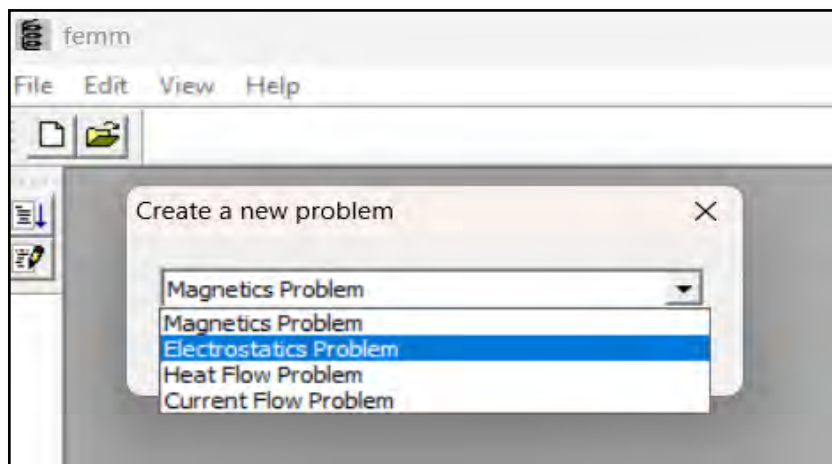 femm
File Edit View Help
Create a new problem
Magnetics Problem
Magnetics Problem
Electrostatics Problem
Heat Flow Problem
Current Flow Problem